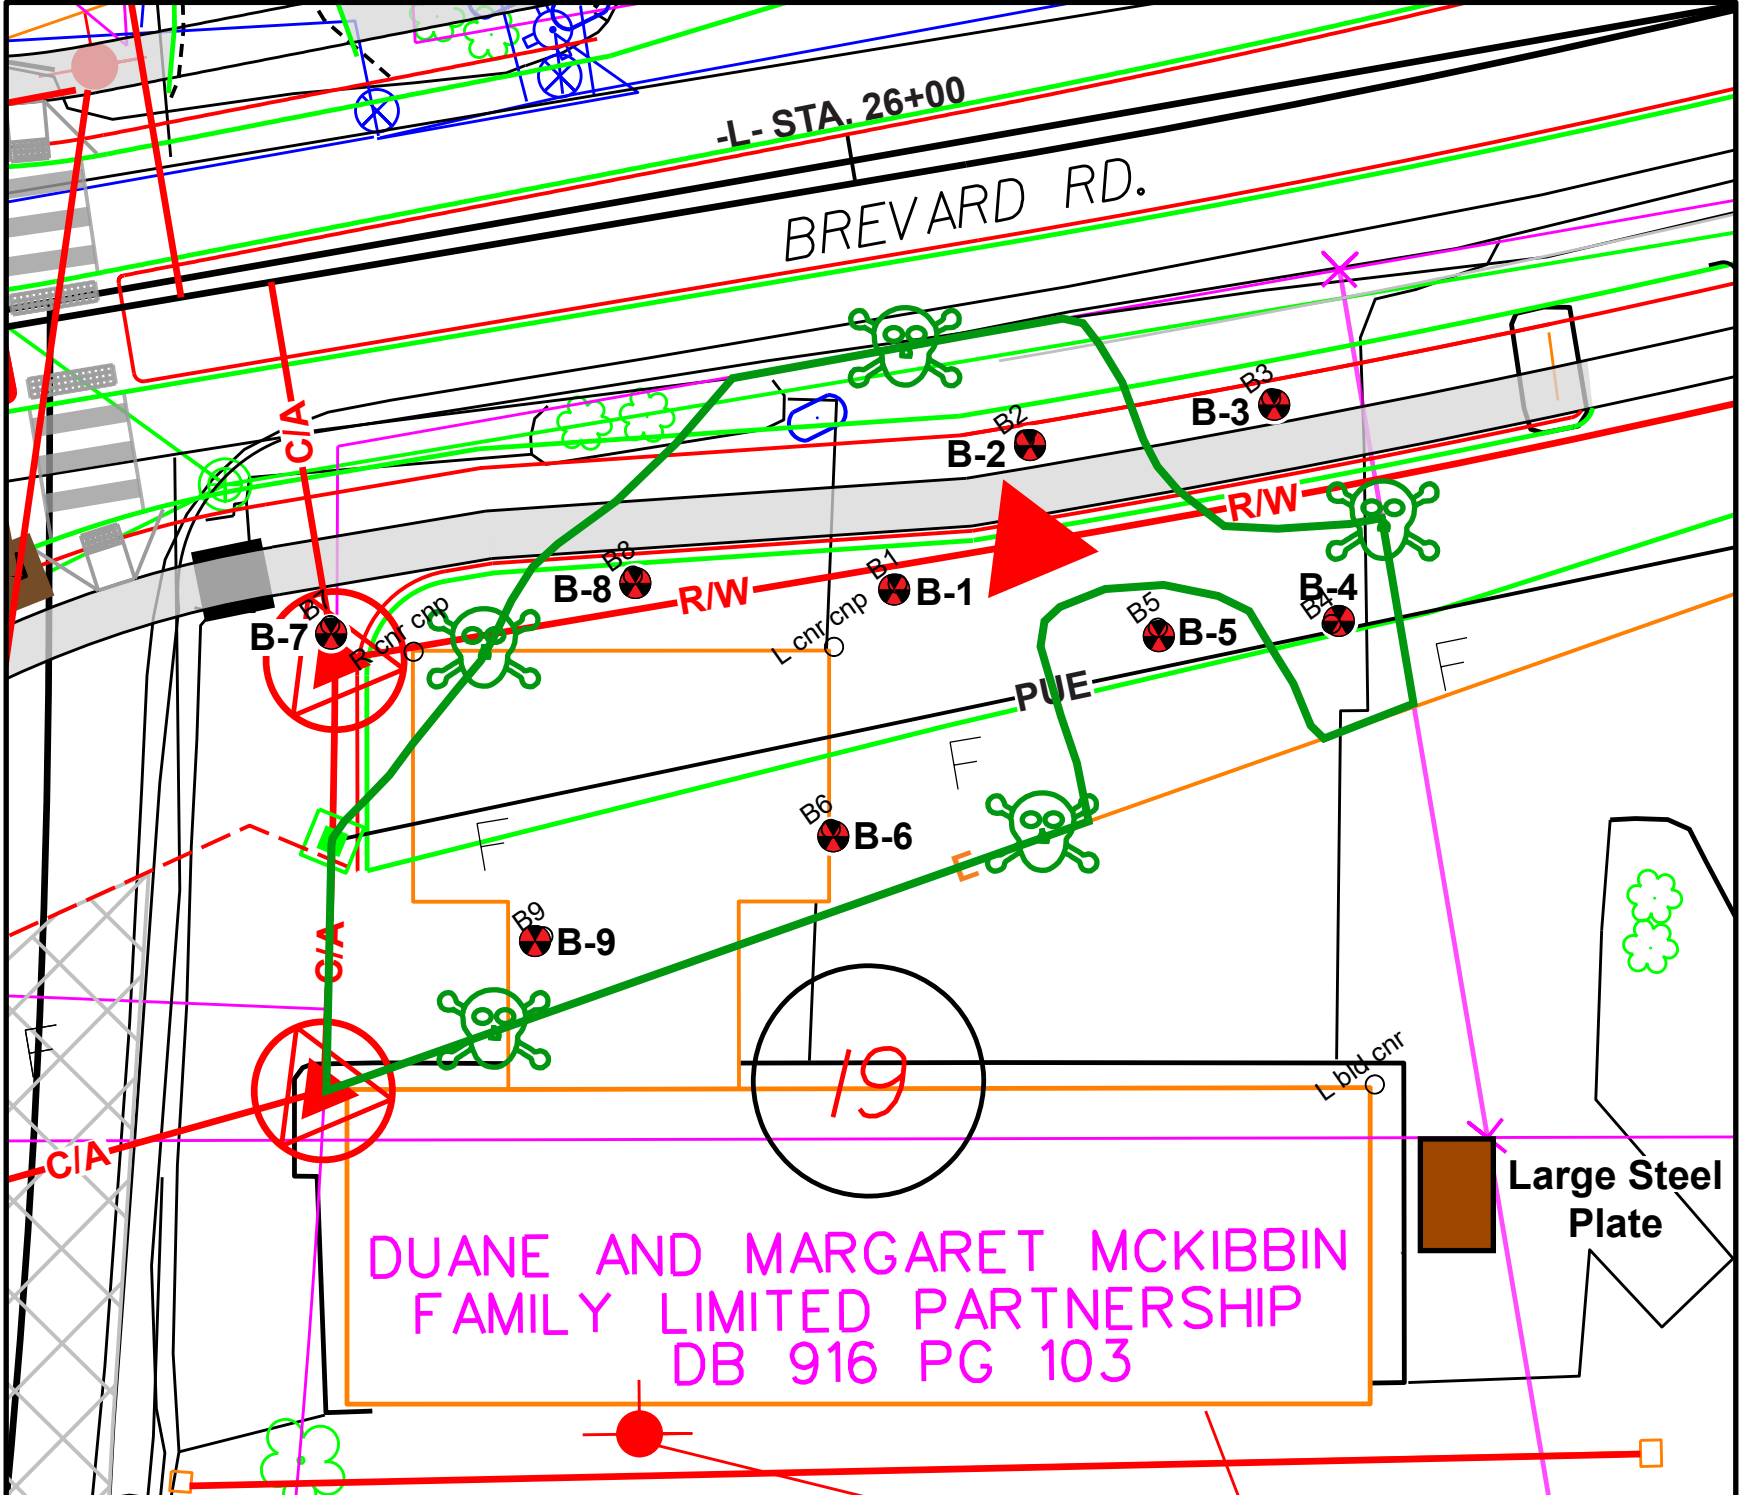 -L- STA. 26+00
BREVARD RD.
C/A
B3
B-3
B2
B-2
R/W
B8
B-8
R/W
B1
B-1
B-4
B4
B7
B-7
R cnr cnp
L cnr cnp
B5
B-5
PUE
F
F
F
B6
B-6
E
B9
B-9
C/A
F
19
L bld cnr
C/A
Large Steel
Plate
DUANE AND MARGARET MCKIBBIN
FAMILY LIMITED PARTNERSHIP
DB 916 PG 103